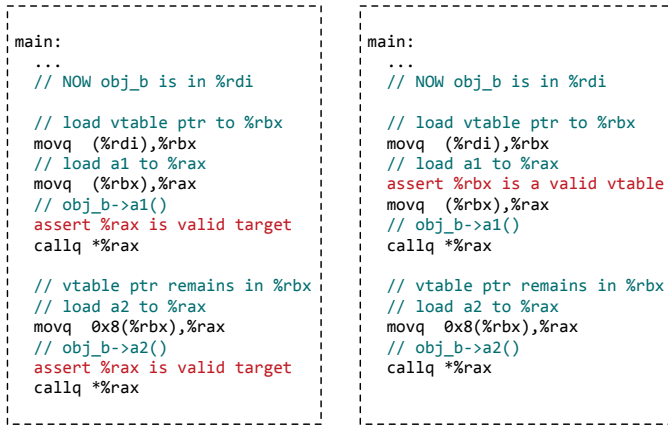 main:
...
// NOW obj_b is in %rdi
// load vtable ptr to %rbx
movq (%rdi),%rbx
// load a1 to %rax
movq (%rbx),%rax
// obj_b->a1()
assert %rax is valid target
callq *%rax
// vtable ptr remains in %rbx
// load a2 to %rax
movq 0x8(%rbx),%rax
// obj_b->a2()
assert %rax is valid target
callq *%rax
main:
...
// NOW obj_b is in %rdi
// load vtable ptr to %rbx
movq (%rdi),%rbx
// load a1 to %rax
assert %rbx is a valid vtable
movq (%rbx),%rax
// obj_b->a1()
callq *%rax
// vtable ptr remains in %rbx
// load a2 to %rax
movq 0x8(%rbx),%rax
// obj_b->a2()
callq *%rax